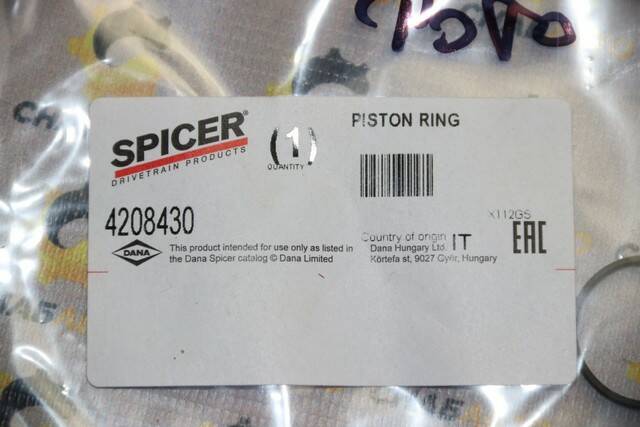 SPICER®
DRIVETRAIN PRODUCTS
(1)
QUANTITY
PISTON RING
4208430
DANA
This product intended for use only as listed in
the Dana Spicer catalog © Dana Limited
Country of origin IT
Dana Hungary Ltd.
Körtefa st, 9027 Győr, Hungary
X112GS
EAC